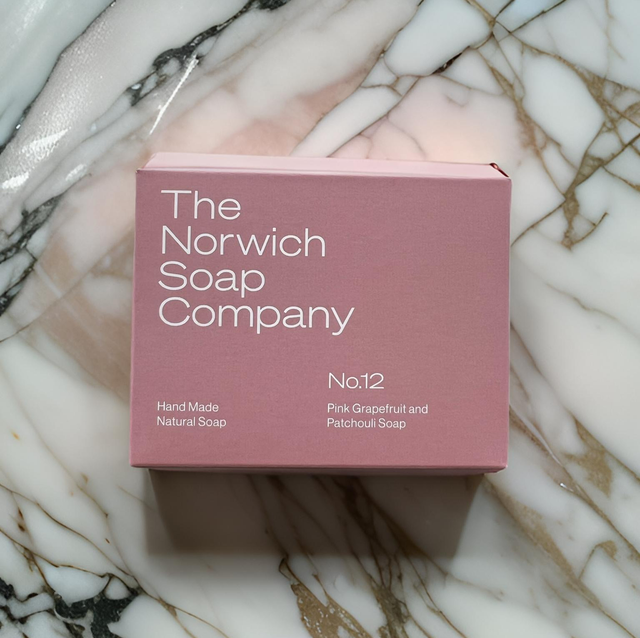 The
Norwich
Soap
Company
No.12
Hand Made
Natural Soap
Pink Grapefruit and
Patchouli Soap